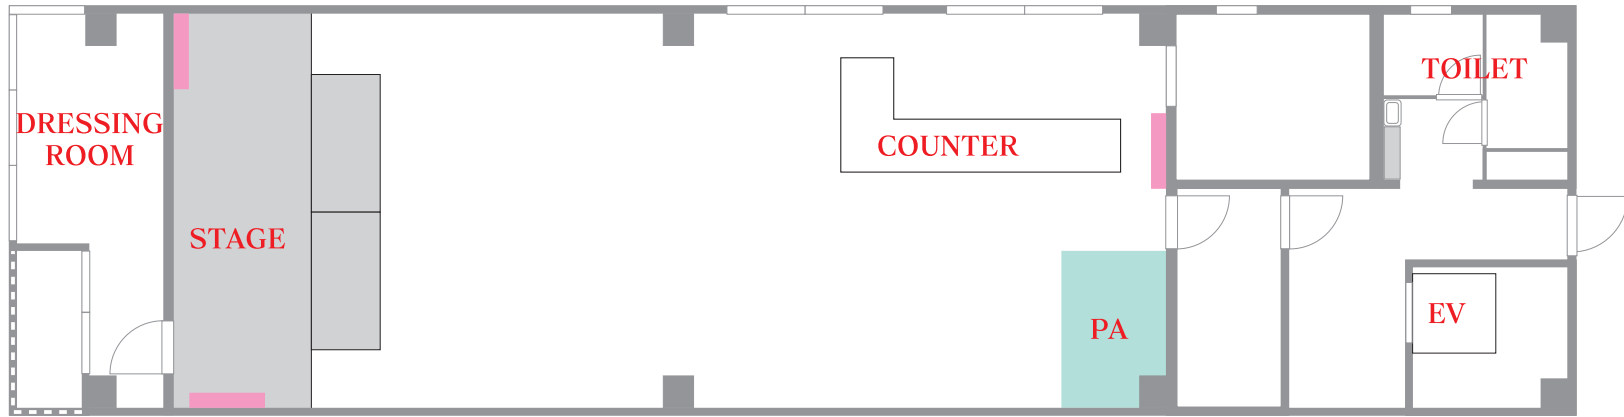 DRESSING
ROOM
STAGE
COUNTER
PA
TOILET
EV